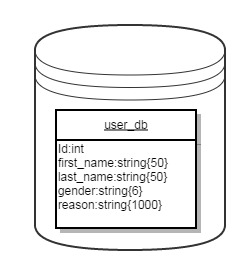 user_db
Id:int
first_name:string{50}
last_name:string{50}
gender:string{6}
reason:string{1000}